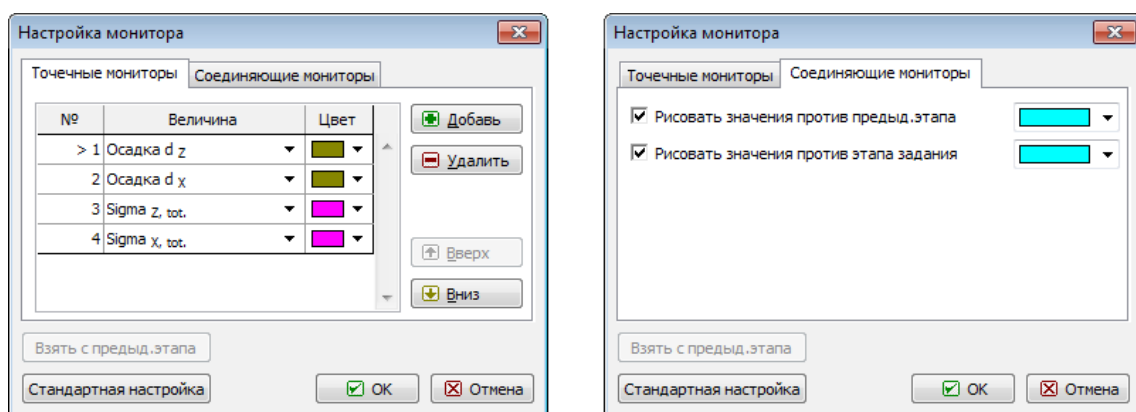 Настройка монитора
Точечные мониторы Соединяющие мониторы
№ Величина Цвет
> 1 Осадка d z
2 Осадка d x
3 Sigma z, tot.
4 Sigma x, tot.
Добавь
Удалить
Вверх
Вниз
Взять с предыд.этапа
Стандартная настройка OK Отмена
Настройка монитора
Точечные мониторы Соединяющие мониторы
Рисовать значения против предыд.этапа
Рисовать значения против этапа задания
Взять с предыд.этапа
Стандартная настройка OK Отмена